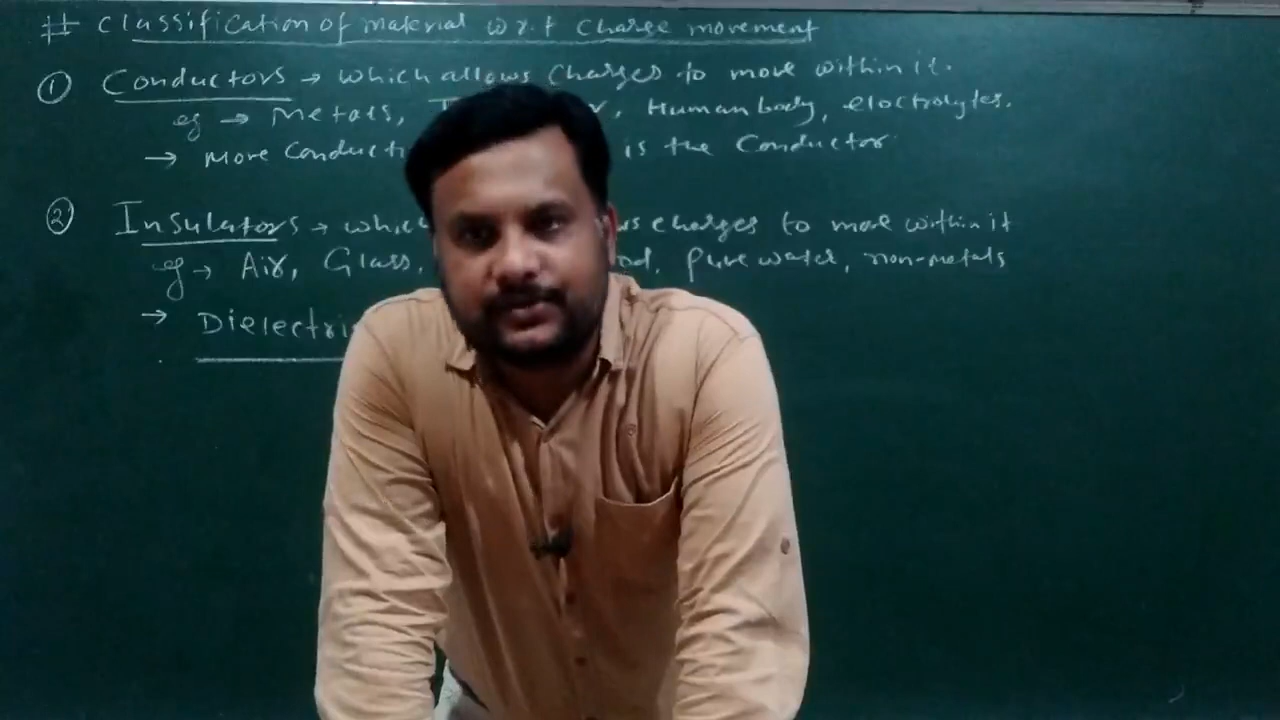 # Classification of material w.r.t charge movement
① Conductors → which allows charges to move within it.
eg → Metals, Human body, electrolytes.
→ More Conducti is the Conductor
② Insulators → which charges to move within it
eg → Air, Glass, pure water, non-metals
→ Dielectric